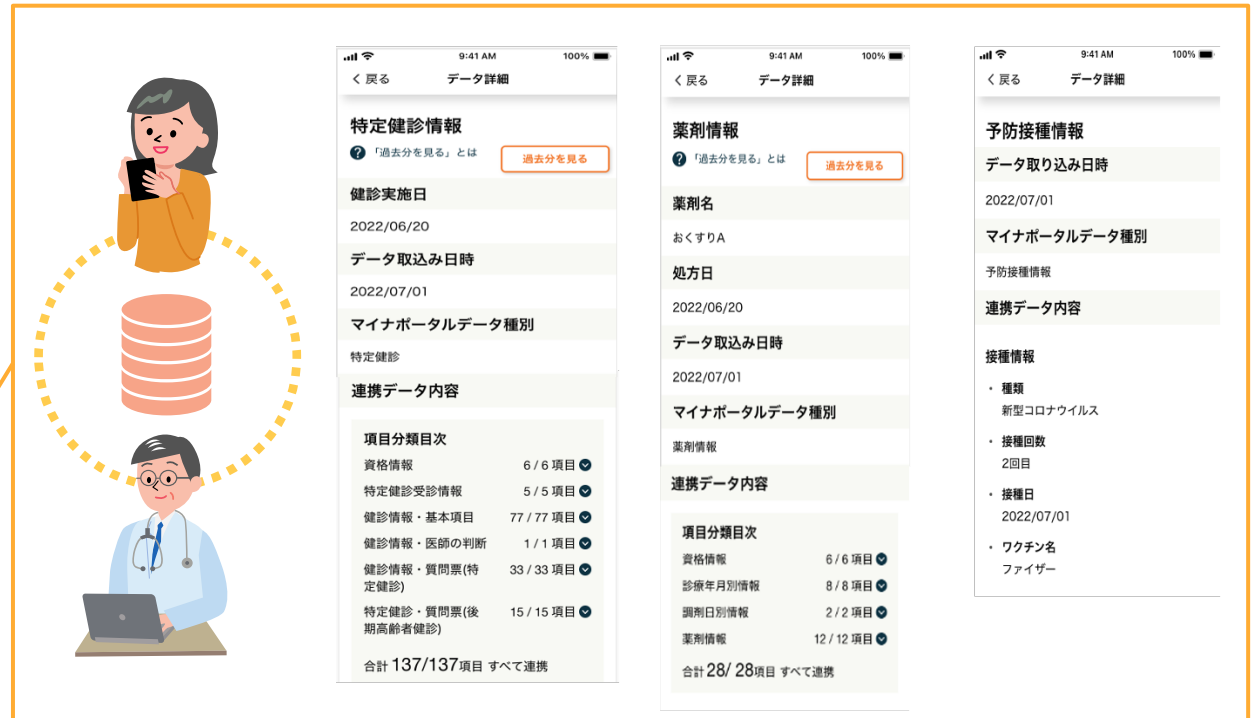 9:41 AM 100%
戻る データ詳細
特定健診情報
? 「過去分を見る」とは
過去分を見る
健診実施日
2022/06/20
データ取込み日時
2022/07/01
マイナポータルデータ種別
特定健診
連携データ内容
項目分類目次
資格情報 6 / 6 項目
特定健診受診情報 5 / 5 項目
健診情報・基本項目 77 / 77 項目
健診情報・医師の判断 1 / 1 項目
健診情報・質問票(特 33 / 33 項目
定健診)
特定健診・質問票(後 15 / 15 項目
期高齢者健診)
合計 137/137項目 すべて連携
9:41 AM 100%
戻る データ詳細
薬剤情報
? 「過去分を見る」とは
過去分を見る
薬剤名
おくすりA
処方日
2022/06/20
データ取込み日時
2022/07/01
マイナポータルデータ種別
薬剤情報
連携データ内容
項目分類目次
資格情報 6 / 6 項目
診療年月別情報 8 / 8 項目
調剤日別情報 2 / 2 項目
薬剤情報 12 / 12 項目
合計 28/ 28項目 すべて連携
9:41 AM 100%
戻る データ詳細
予防接種情報
データ取り込み日時
2022/07/01
マイナポータルデータ種別
予防接種情報
連携データ内容
接種情報
・ 種類
新型コロナウイルス
・ 接種回数
2回目
・ 接種日
2022/07/01
・ ワクチン名
ファイザー